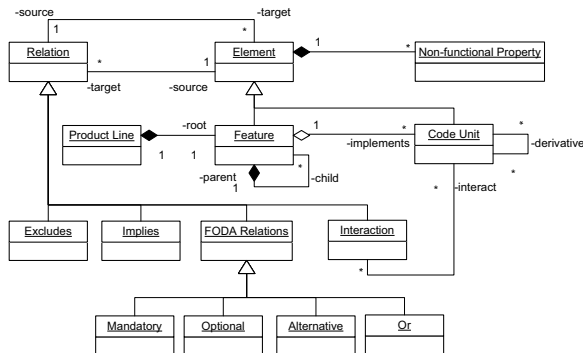 -source -target
1 *
Relation Element 1 * Non-functional Property
* 1
-target -source
Product Line -root Feature 1 * Code Unit *
1 1 -implements -derivative
-parent * *
1 -child * -interact
Excludes Implies FODA Relations Interaction
*
Mandatory Optional Alternative Or